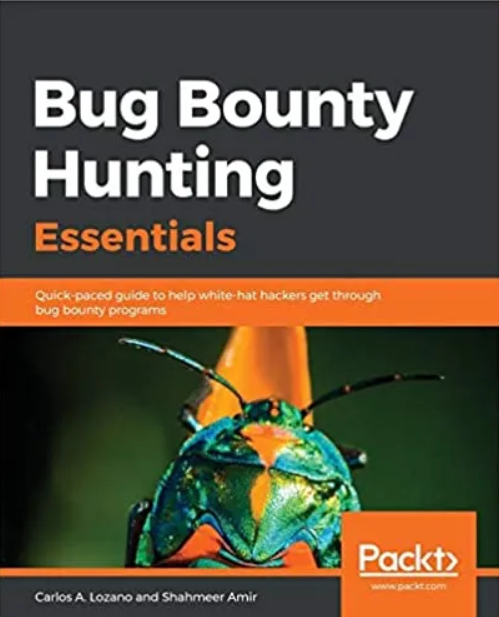 Bug Bounty
Hunting
Essentials
Quick-paced guide to help white-hat hackers get through
bug bounty programs
Packt>
www.packt.com
Carlos A. Lozano and Shahmeer Amir